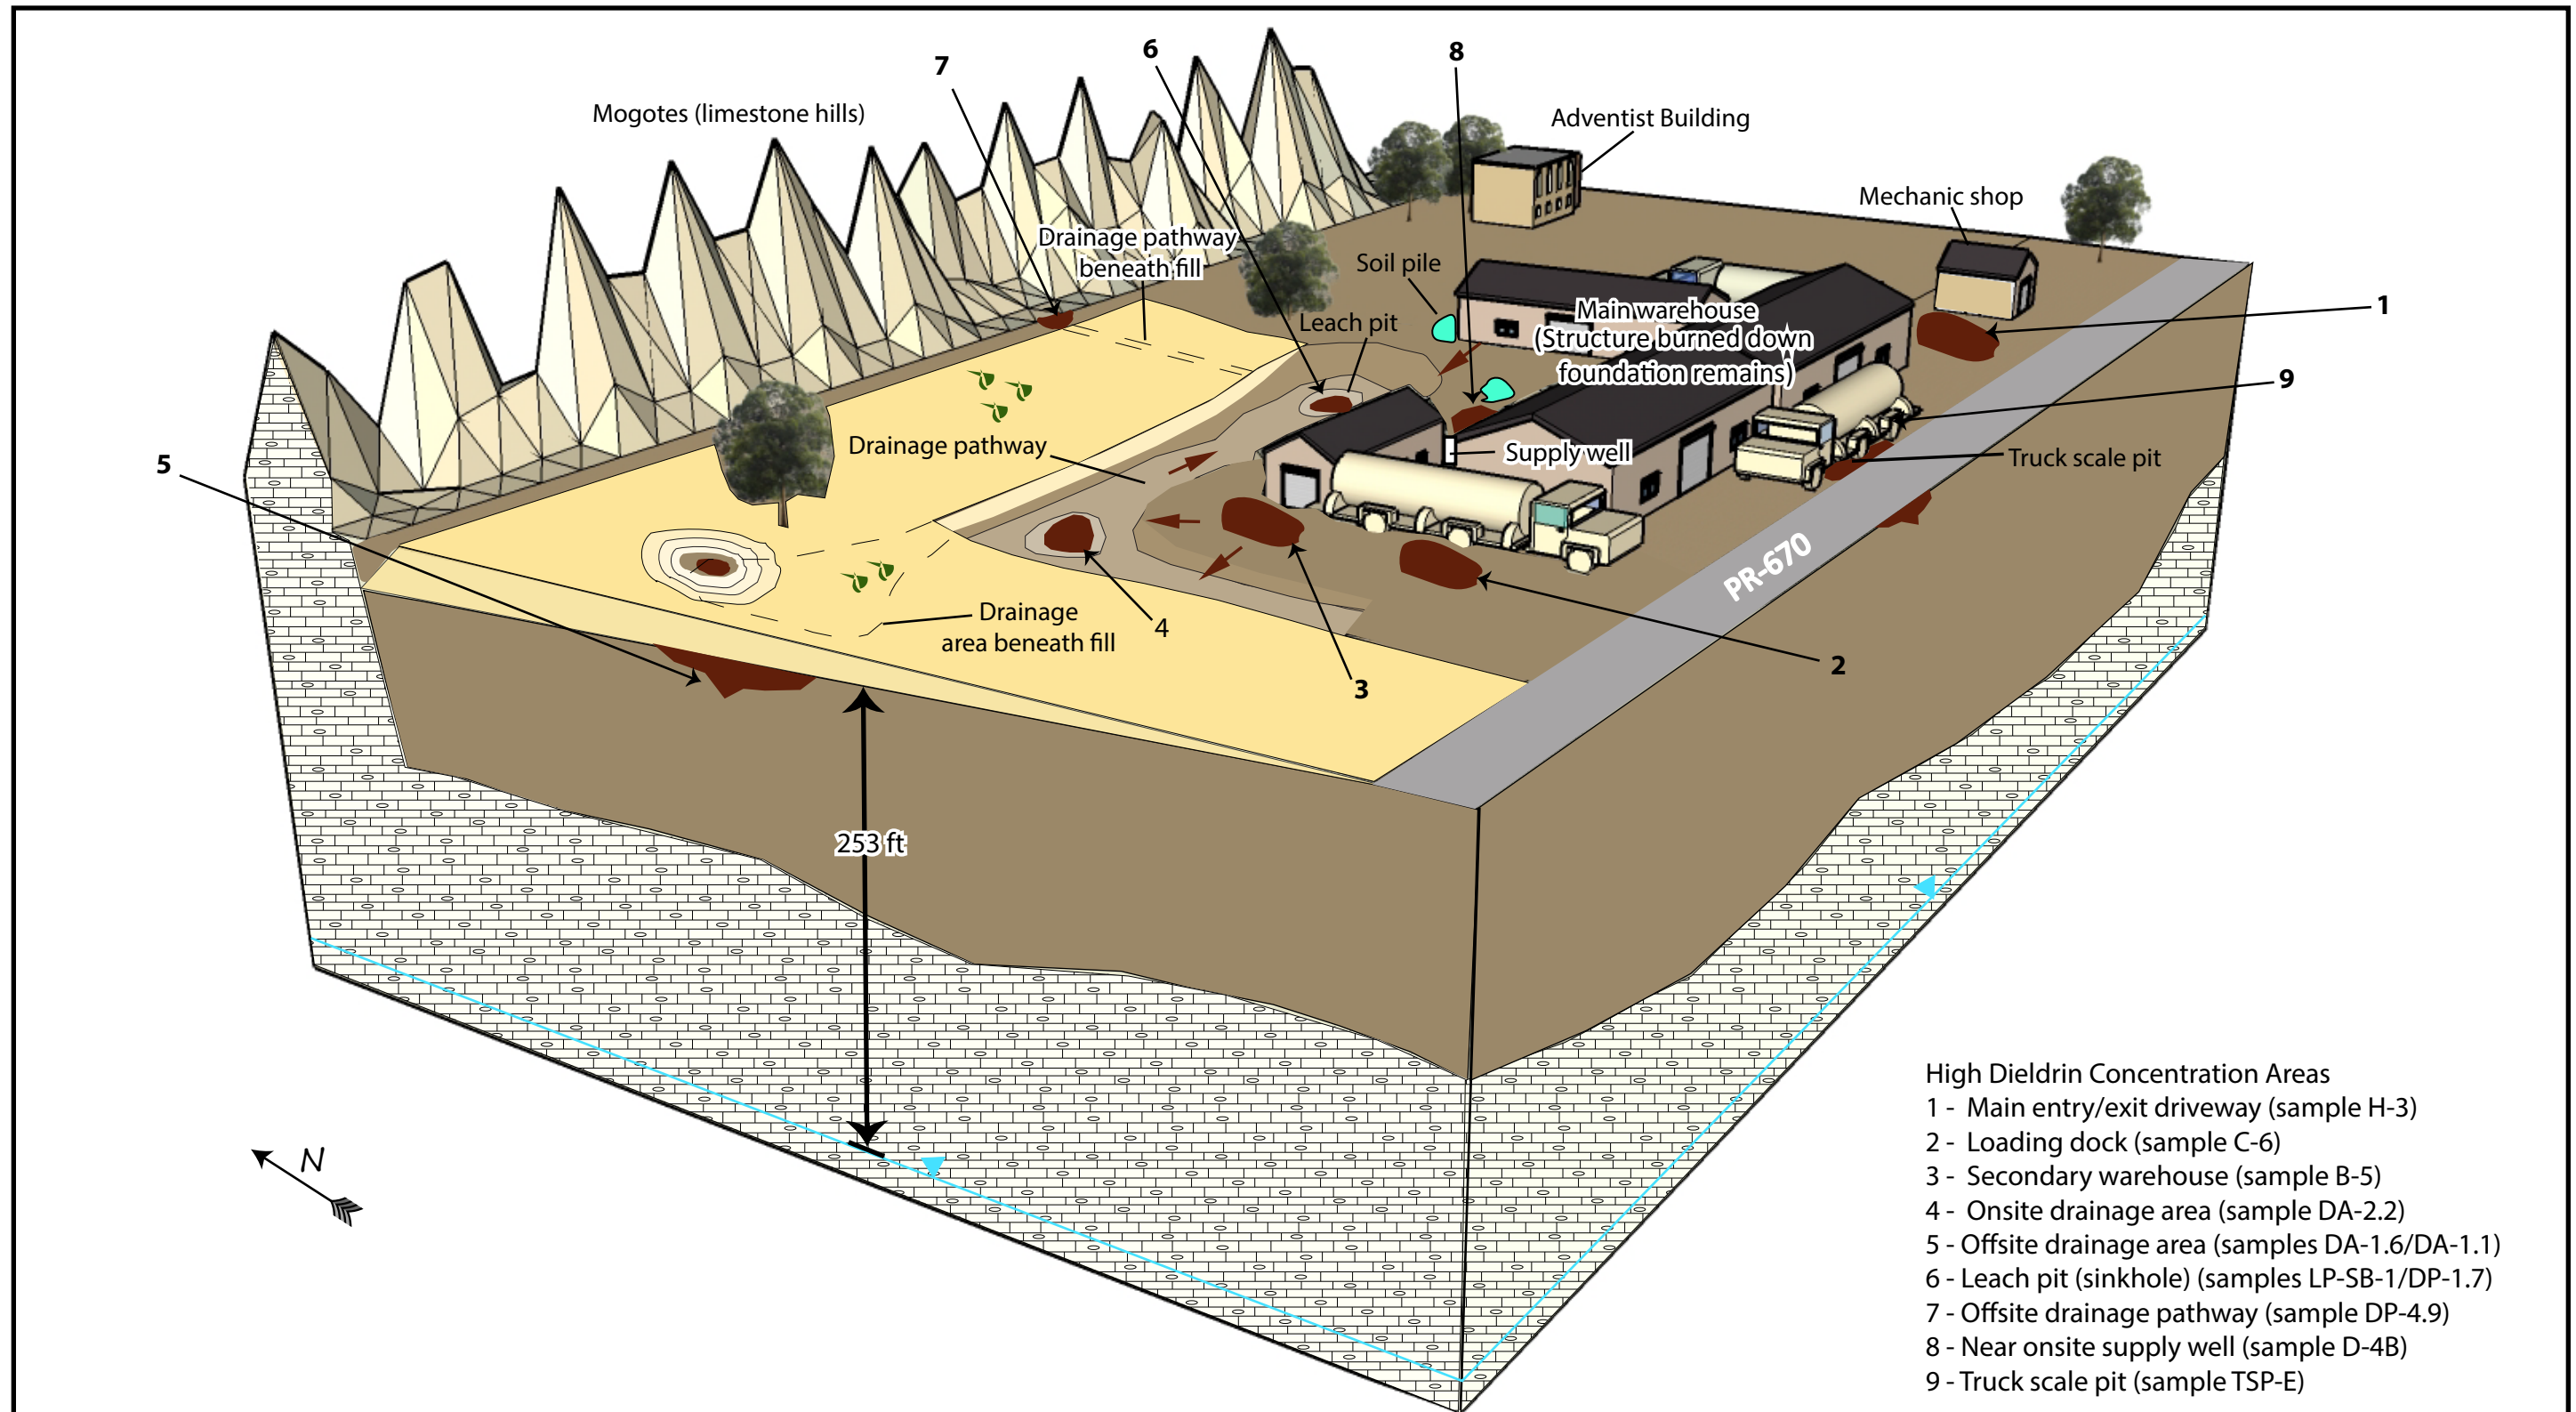 6
8
7
Mogotes (limestone hills)
Adventist Building
Mechanic shop
Drainage pathway
beneath fill
Soil pile
Leach pit
Main warehouse
(Structure burned down
foundation remains)
1
9
5
Drainage pathway
Supply well
Truck scale pit
PR-670
Drainage
area beneath fill
4
3
2
253 ft
N
High Dieldrin Concentration Areas
1 - Main entry/exit driveway (sample H-3)
2 - Loading dock (sample C-6)
3 - Secondary warehouse (sample B-5)
4 - Onsite drainage area (sample DA-2.2)
5 - Offsite drainage area (samples DA-1.6/DA-1.1)
6 - Leach pit (sinkhole) (samples LP-SB-1/DP-1.7)
7 - Offsite drainage pathway (sample DP-4.9)
8 - Near onsite supply well (sample D-4B)
9 - Truck scale pit (sample TSP-E)